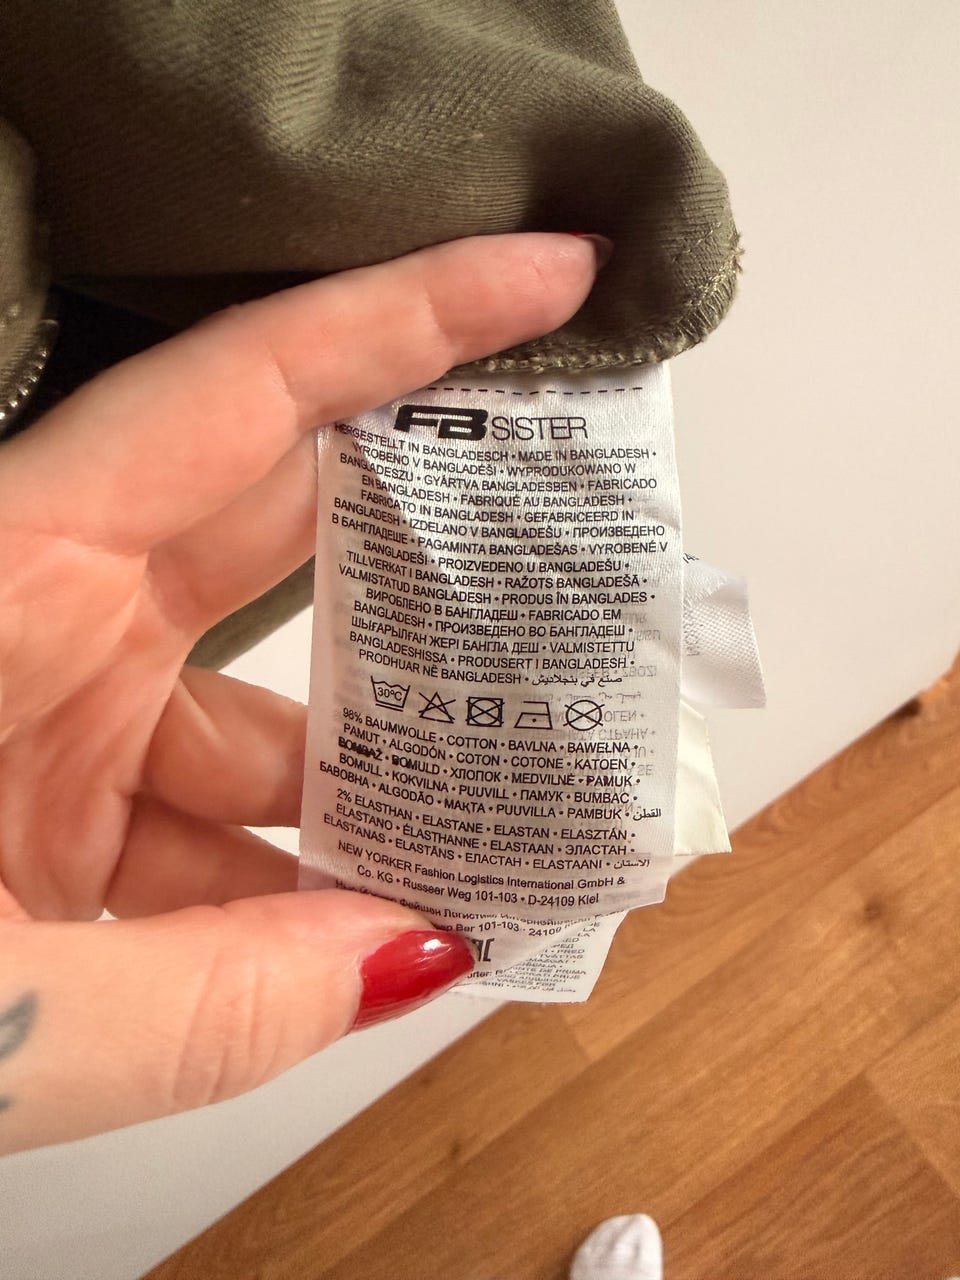 FB SISTER
HERGESTELLT IN BANGLADESCH • MADE IN BANGLADESH •
VYROBENO V BANGLADÉŠI • WYPRODUKOWANO W
BANGLADESZU • GYÁRTVA BANGLADESBEN • FABRICADO
EN BANGLADESH • FABRIQUÉ AU BANGLADESH •
FABRICATO IN BANGLADESH • GEFABRICEERD IN
BANGLADESH • IZDELANO V BANGLADEŠU • ПРОИЗВЕДЕНО
В БАНГЛАДЕШЕ • PAGAMINTA BANGLADEŠAS • VYROBENÉ V
BANGLADEŠI • PROIZVEDENO U BANGLADEŠU •
TILLVERKAT I BANGLADESH • RAŽOTS BANGLADEŠĀ •
VALMISTATUD BANGLADESH • PRODUS ÎN BANGLADES •
ВИРОБЛЕНО В БАНГЛАДЕШ • FABRICADO EM
BANGLADESH • ПРОИЗВЕДЕНО ВО БАНГЛАДЕШ •
ШЫҒАРЫЛҒАН ЖЕРІ БАНГЛА ДЕШ • VALMISTETTU
BANGLADESHISSA • PRODUSERT I BANGLADESH •
PRODHUAR NË BANGLADESH • صنع في بنجلاديش
30°C
98% BAUMWOLLE • COTTON • BAVLNA • BAWEŁNA •
PAMUT • ALGODÓN • COTON • COTONE • KATOEN •
BOMBAŽ • BOMULD • ХЛОПОК • MEDVILNĖ • PAMUK •
BOMULL • KOKVILNA • PUUVILL • ПАМУК • BUMBAC •
БАВОВНА • ALGODÃO • МАКТА • PUUVILLA • PAMBUK • القطن
2% ELASTHAN • ELASTANE • ELASTAN • ELASZTÁN •
ELASTANO • ÉLASTHANNE • ELASTAAN • ЭЛАСТАН •
ELASTANAS • ELASTĀNS • ЕЛАСТАН • ELASTAANI • الاستان
NEW YORKER Fashion Logistics International GmbH &
Co. KG • Russeer Weg 101-103 • D-24109 Kiel
101-103 • 24109